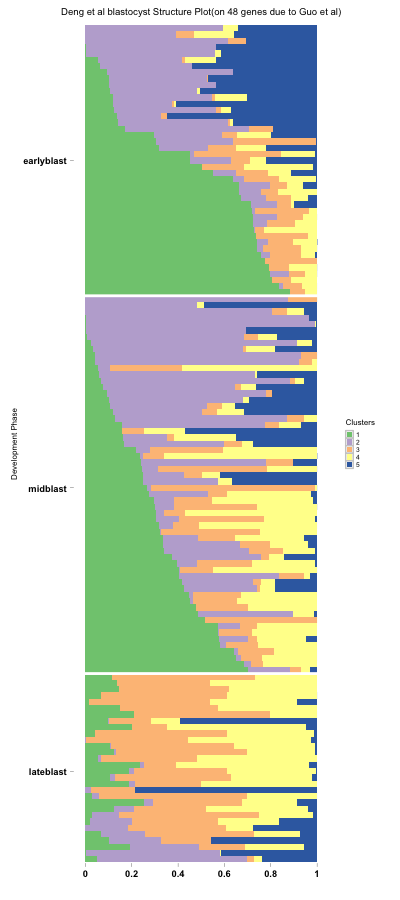 Deng et al blastocyst Structure Plot(on 48 genes due to Guo et al)
earlyblast
midblast
lateblast
Development Phase
Clusters
1
2
3
4
5
0 0.2 0.4 0.6 0.8 1